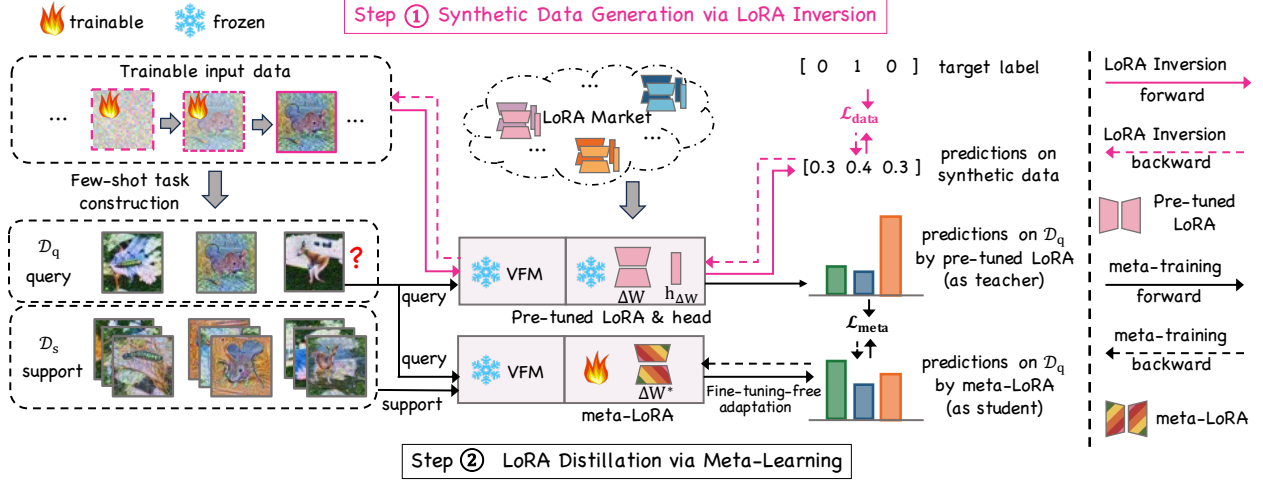 trainable
frozen
Step ① Synthetic Data Generation via LoRA Inversion
Trainable input data
...
...
Few-shot task
construction
...
LoRA Market
...
...
[ 0 1 0 ]
target label
ℒdata
[0.3 0.4 0.3 ]
predictions on
synthetic data
𝒟q
query
?
𝒟s
support
query
query
support
VFM
ΔW
hΔW
Pre-tuned LoRA & head
VFM
ΔW*
meta-LoRA
Fine-tuning-free
adaptation
predictions on 𝒟q
by pre-tuned LoRA
(as teacher)
ℒmeta
predictions on 𝒟q
by meta-LoRA
(as student)
LoRA Inversion
forward
LoRA Inversion
backward
Pre-tuned
LoRA
meta-training
forward
meta-training
backward
meta-LoRA
Step ② LoRA Distillation via Meta-Learning